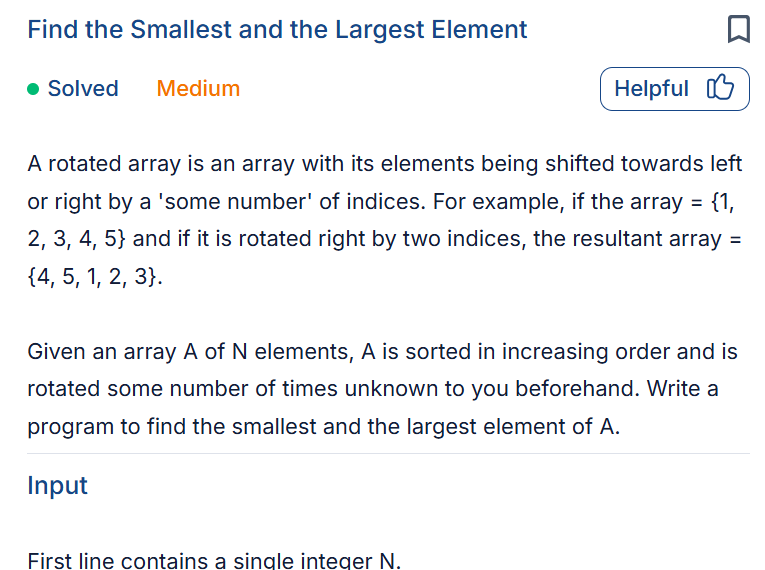 Find the Smallest and the Largest Element
Solved Medium Helpful
A rotated array is an array with its elements being shifted towards left
or right by a 'some number' of indices. For example, if the array = {1,
2, 3, 4, 5} and if it is rotated right by two indices, the resultant array =
{4, 5, 1, 2, 3}.
Given an array A of N elements, A is sorted in increasing order and is
rotated some number of times unknown to you beforehand. Write a
program to find the smallest and the largest element of A.
Input
First line contains a single integer N.